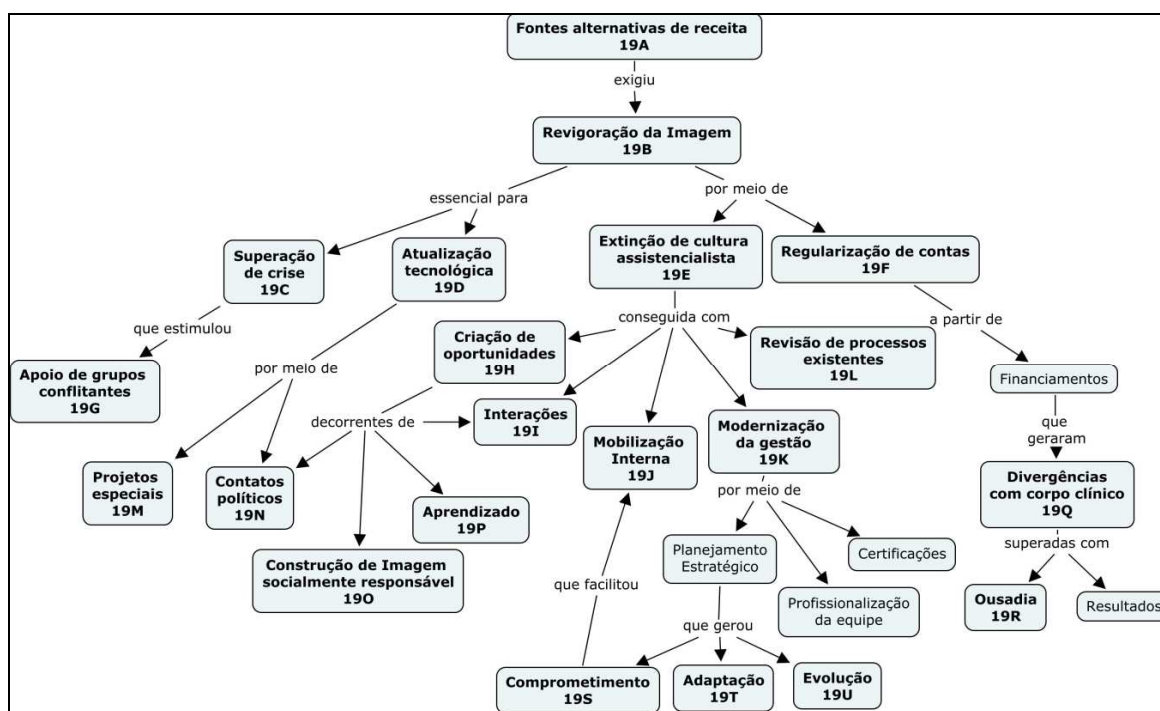 Fontes alternativas de receita
19A
exigiu
Revigoração da Imagem
19B
essencial para
por meio de
Superação
de crise
19C
Atualização
tecnológica
19D
Extinção de cultura
assistencialista
19E
Regularização de contas
19F
que estimulou
conseguida com
a partir de
Apoio de grupos
conflitantes
19G
por meio de
Criação de
oportunidades
19H
Revisão de processos
existentes
19L
Financiamentos
decorrentes de
Interações
19I
Mobilização
Interna
19J
Modernização
da gestão
19K
que
geraram
Projetos
especiais
19M
Contatos
políticos
19N
Aprendizado
19P
por meio de
Divergências
com corpo clínico
19Q
Construção de Imagem
socialmente responsável
19O
que facilitou
Planejamento
Estratégico
Certificações
superadas com
Profissionalização
da equipe
Ousadia
19R
Resultados
que gerou
Comprometimento
19S
Adaptação
19T
Evolução
19U